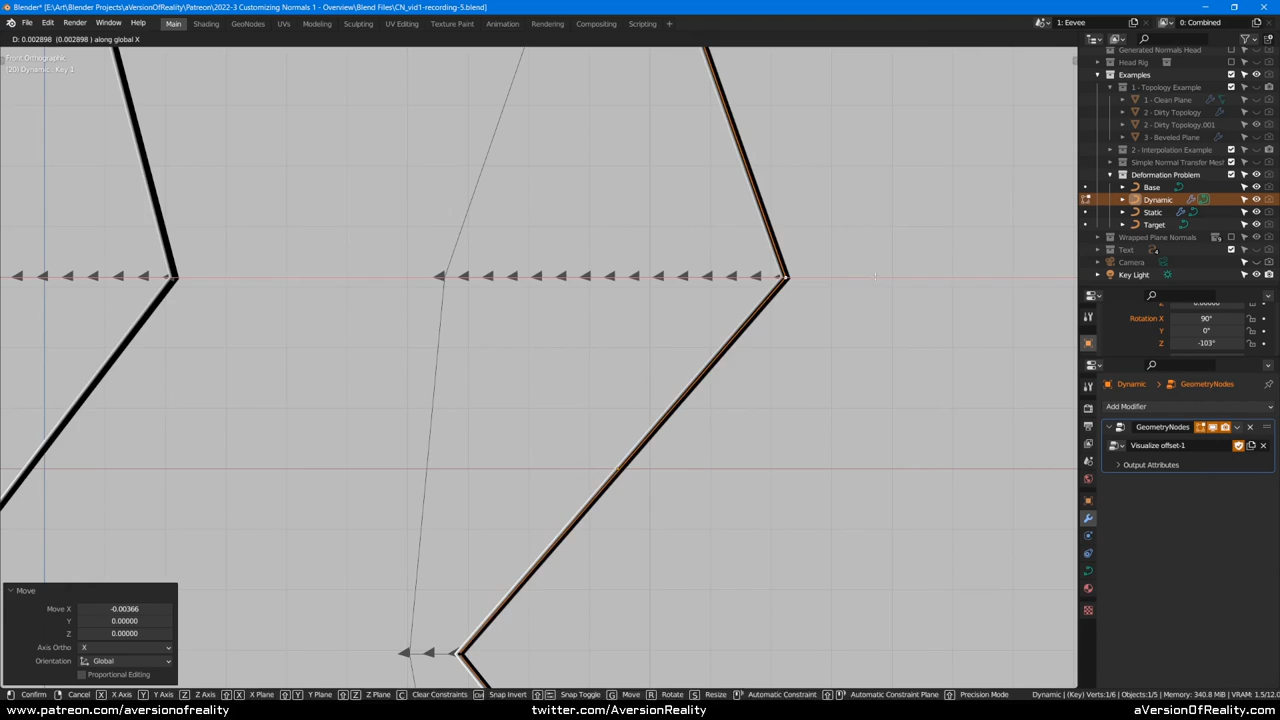 Blender* [E:\Art\Blender Projects\aVersionOfReality\Patreon\2022-3 Customizing Normals 1 - Overview\Blend Files\CN_vid1-recording-5.blend]
File Edit Render Window Help Main Shading GeoNodes UVs Modeling Sculpting UV Editing Texture Paint Animation Rendering Compositing Scripting + 1: Eevee 0: Combined
D: 0.002898 (0.002898 ) along global X
Front Orthographic
(20) Dynamic : Key 1
Generated Normals Head
Head Rig
Examples
1 - Topology Example
1 - Clean Plane
2 - Dirty Topology
2 - Dirty Topology.001
3 - Beveled Plane
2 - Interpolation Example
Simple Normal Transfer Mesh
Deformation Problem
Base
Dynamic
Static
Target
Wrapped Plane Normals
Text
Camera
Key Light
Rotation X 90°
Y 0°
Z -103°
Dynamic > GeometryNodes
Add Modifier
GeometryNodes
Visualize offset-1
Output Attributes
Move
Move X -0.00366
Y 0.00000
Z 0.00000
Axis Ortho X
Orientation Global
Proportional Editing
Confirm Cancel X X Axis Y Y Axis Z Z Axis X X Plane Y Y Plane Z Z Plane C Clear Constraints Ctrl Snap Invert Snap Toggle G Move R Rotate S Resize Automatic Constraint Automatic Constraint Plane Precision Mode Dynamic | (Key) Verts:1/6 | Objects:1/5 | Memory: 340.8 MiB | VRAM: 1.5/12.0
www.patreon.com/aversionofreality twitter.com/AversionReality aVersionOfReality.com